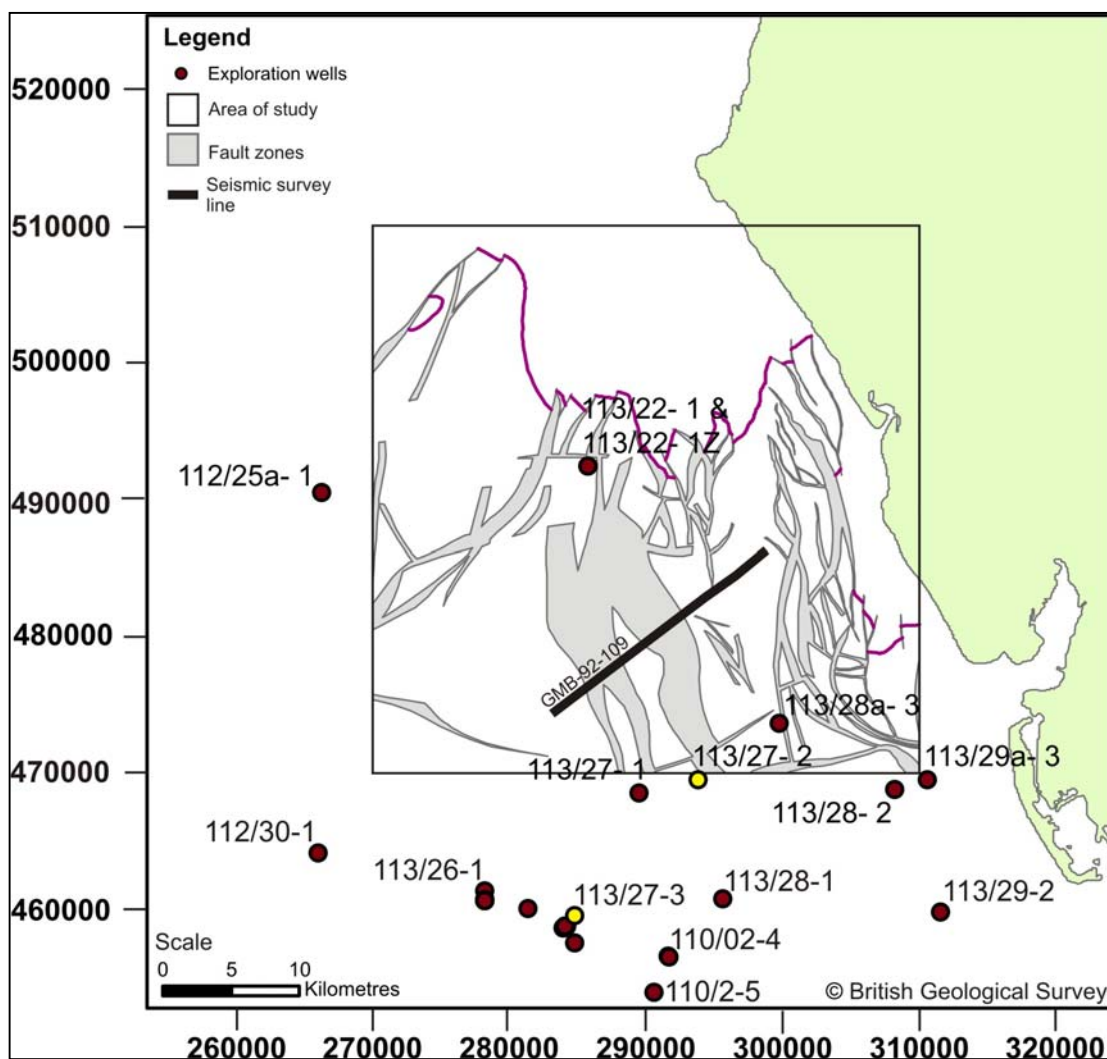 Legend
Exploration wells
Area of study
Fault zones
Seismic survey
line
520000
510000
500000
490000
480000
470000
460000
113/22- 1 &
113/22- 1Z
112/25a- 1
GMB-92-109
113/28a- 3
113/27- 1
113/27- 2
113/29a- 3
113/28- 2
112/30-1
113/26-1
113/27-3
113/28-1
113/29-2
110/02-4
110/2-5
Scale
0 5 10
Kilometres
© British Geological Survey
260000 270000 280000 290000 300000 310000 320000